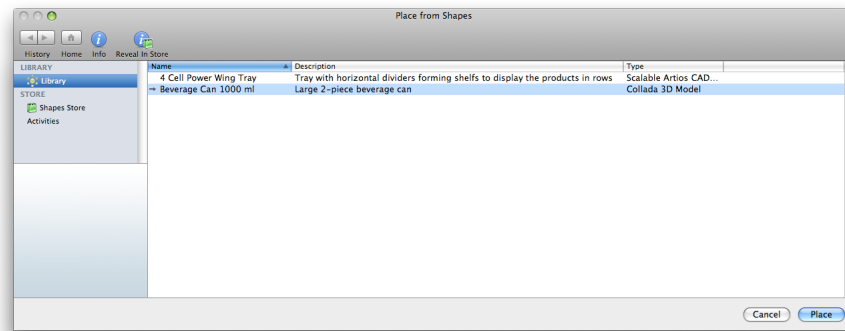 Place from Shapes
History Home Info Reveal In Store
LIBRARY
Library
STORE
Shapes Store
Activities
Name Description Type
4 Cell Power Wing Tray Tray with horizontal dividers forming shelfs to display the products in rows Scalable Artios CAD...
Beverage Can 1000 ml Large 2-piece beverage can Collada 3D Model
Cancel Place